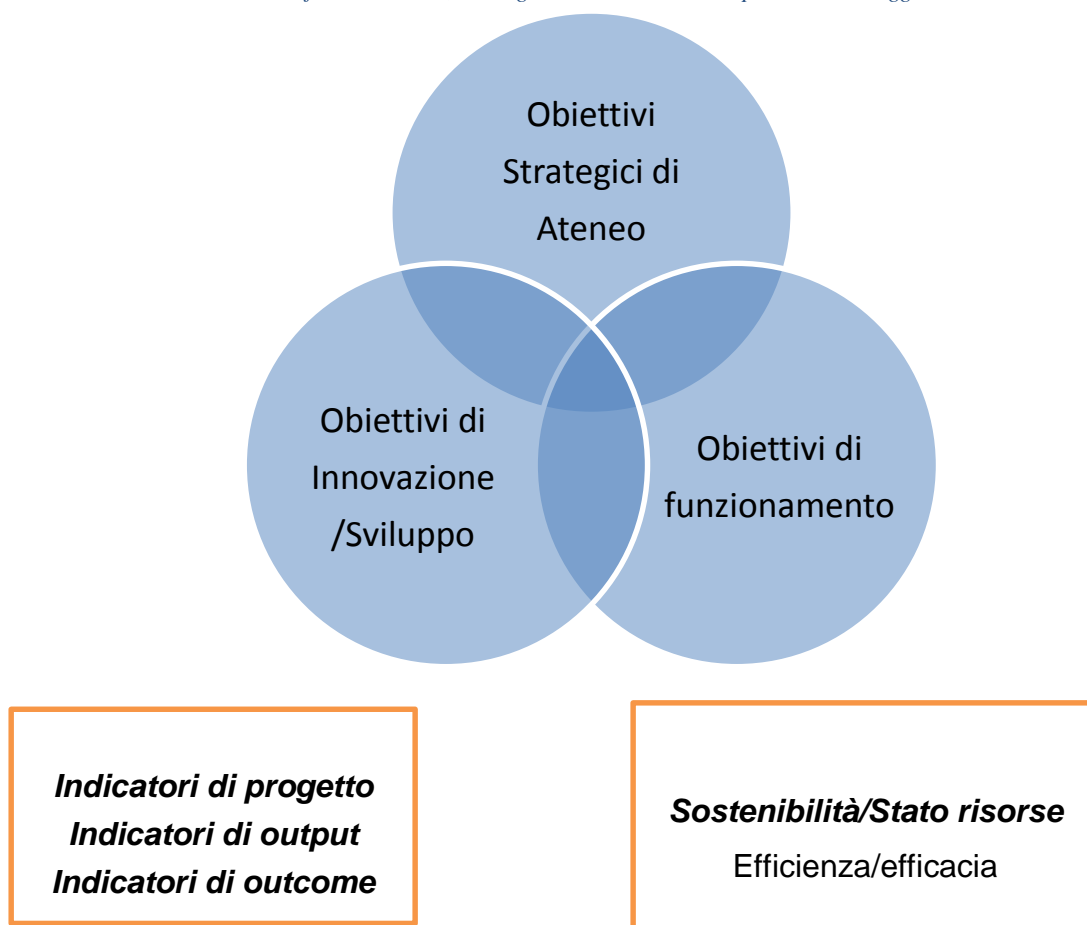 Obiettivi
Strategici di
Ateneo
Obiettivi di
Innovazione
/Sviluppo
Obiettivi di
funzionamento
Indicatori di progetto
Indicatori di output
Indicatori di outcome
Sostenibilità/Stato risorse
Efficienza/efficacia